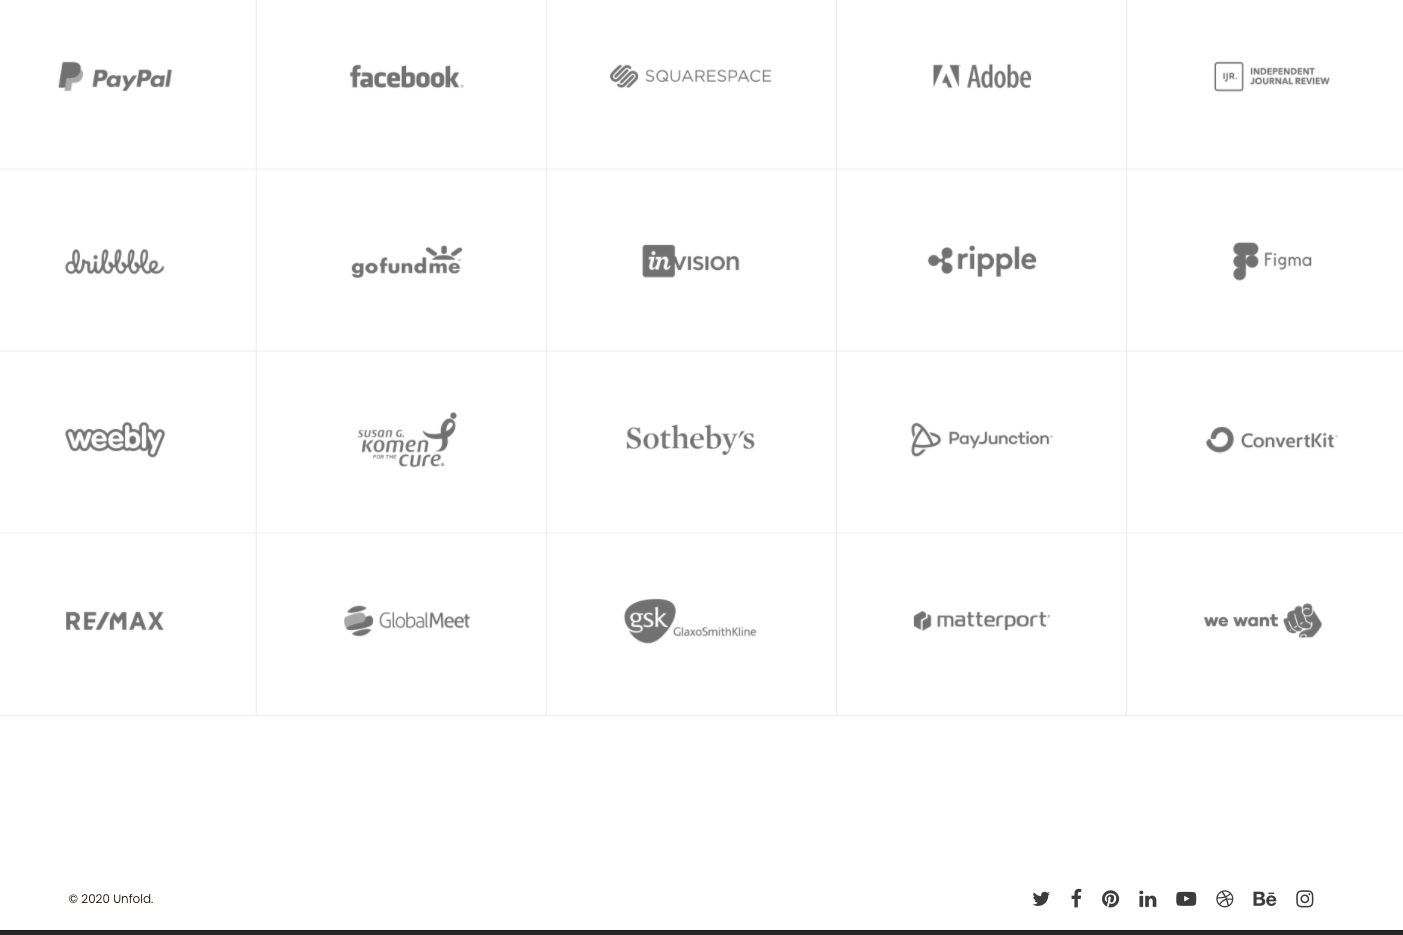 PayPal
facebook.
SQUARESPACE
Adobe
IJR.
INDEPENDENT
JOURNAL REVIEW
dribbble
gofundme
invision
ripple
Figma
weebly
susan G.
komen
FOR THE
cure.
Sotheby's
PayJunction
ConvertKit
RE/MAX
GlobalMeet
gsk
GlaxoSmithKline
matterport
we want
© 2020 Unfold.
in
Bē